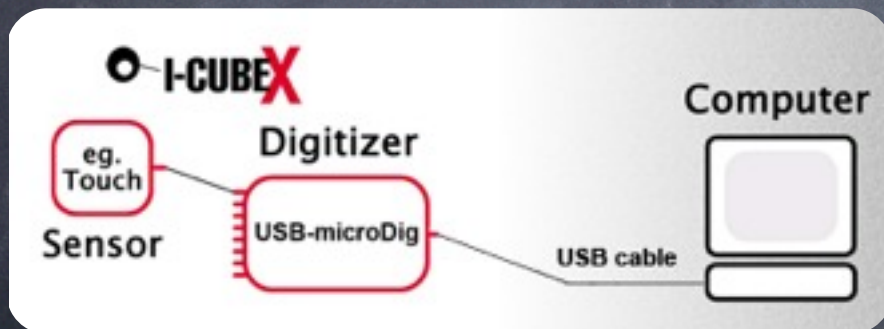 I-CUBEX
Computer
Digitizer
eg.
Touch
USB-microDig
Sensor
USB cable